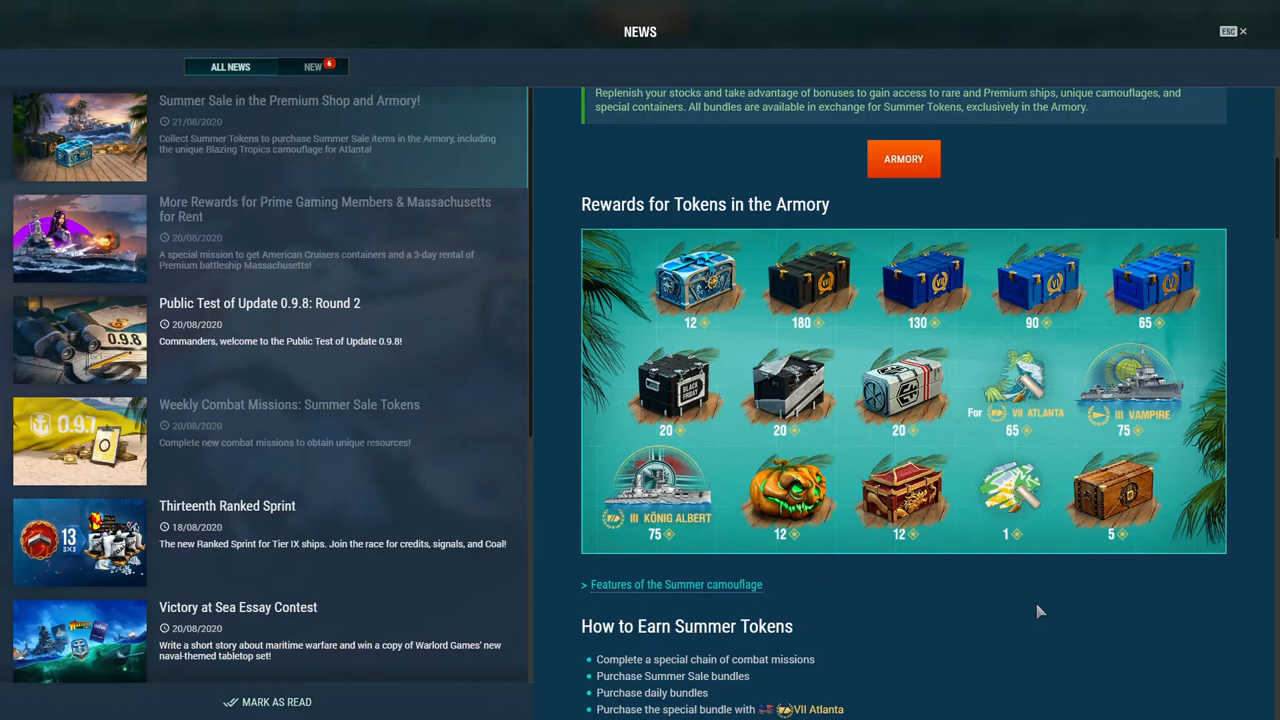 NEWS
ESC ×
ALL NEWS
NEW 6
Summer Sale in the Premium Shop and Armory!
21/08/2020
Collect Summer Tokens to purchase Summer Sale items in the Armory, including
the unique Blazing Tropics camouflage for Atlanta!
More Rewards for Prime Gaming Members & Massachusetts
for Rent
20/08/2020
A special mission to get American Cruisers containers and a 3-day rental of
Premium battleship Massachusetts!
0.9.8
Public Test of Update 0.9.8: Round 2
20/08/2020
Commanders, welcome to the Public Test of Update 0.9.8!
0.9.7
Weekly Combat Missions: Summer Sale Tokens
20/08/2020
Complete new combat missions to obtain unique resources!
13
3×3
Thirteenth Ranked Sprint
18/08/2020
The new Ranked Sprint for Tier IX ships. Join the race for credits, signals, and Coal!
Victory at Sea Essay Contest
20/08/2020
Write a short story about maritime warfare and win a copy of Warlord Games' new
naval-themed tabletop set!
MARK AS READ
Replenish your stocks and take advantage of bonuses to gain access to rare and Premium ships, unique camouflages, and
special containers. All bundles are available in exchange for Summer Tokens, exclusively in the Armory.
ARMORY
Rewards for Tokens in the Armory
VIII VII VI V
12 180 130 90 65
BLACK FRIDAY
For VII ATLANTA III VAMPIRE
20 20 20 65 75
III KÖNIG ALBERT
75 12 12 1 5
> Features of the Summer camouflage
How to Earn Summer Tokens
Complete a special chain of combat missions
Purchase Summer Sale bundles
Purchase daily bundles
Purchase the special bundle with VII Atlanta